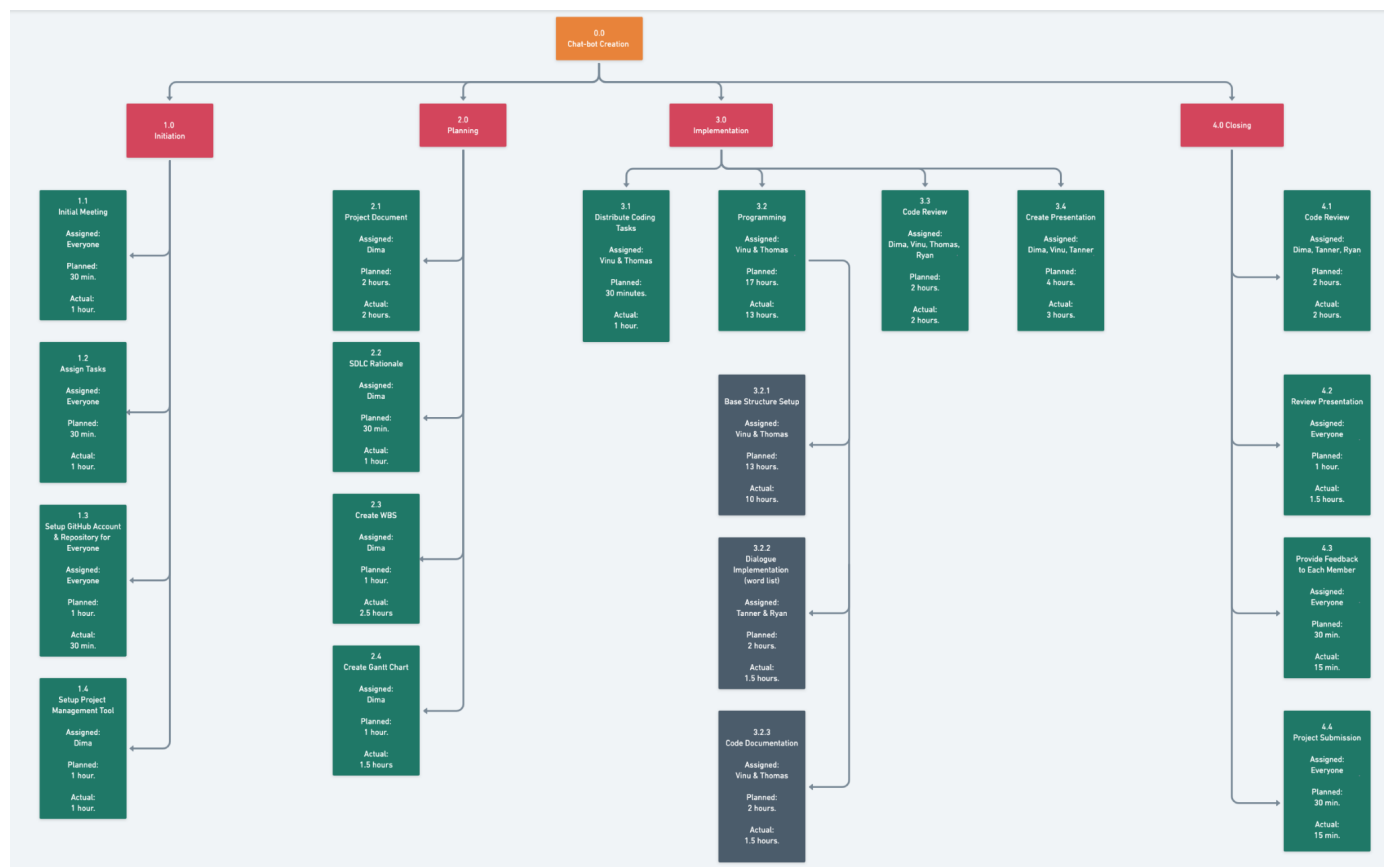 0.0
Chat-bot Creation
1.0
Initiation
2.0
Planning
3.0
Implementation
4.0 Closing
1.1
Initial Meeting
Assigned:
Everyone
Planned:
30 min.
Actual:
1 hour.
1.2
Assign Tasks
Assigned:
Everyone
Planned:
30 min.
Actual:
1 hour.
1.3
Setup GitHub Account
& Repository for
Everyone
Assigned:
Everyone
Planned:
1 hour.
Actual:
30 min.
1.4
Setup Project
Management Tool
Assigned:
Dima
Planned:
1 hour.
Actual:
1 hour.
2.1
Project Document
Assigned:
Dima
Planned:
2 hours.
Actual:
2 hours.
2.2
SDLC Rationale
Assigned:
Dima
Planned:
30 min.
Actual:
1 hour.
2.3
Create WBS
Assigned:
Dima
Planned:
1 hour.
Actual:
2.5 hours
2.4
Create Gantt Chart
Assigned:
Dima
Planned:
1 hour.
Actual:
1.5 hours
3.1
Distribute Coding
Tasks
Assigned:
Vinu & Thomas
Planned:
30 minutes.
Actual:
1 hour.
3.2
Programming
Assigned:
Vinu & Thomas
Planned:
17 hours.
Actual:
13 hours.
3.2.1
Base Structure Setup
Assigned:
Vinu & Thomas
Planned:
13 hours.
Actual:
10 hours.
3.2.2
Dialogue
Implementation
(word list)
Assigned:
Tanner & Ryan
Planned:
2 hours.
Actual:
1.5 hours.
3.2.3
Code Documentation
Assigned:
Vinu & Thomas
Planned:
2 hours.
Actual:
1.5 hours.
3.3
Code Review
Assigned:
Dima, Vinu, Thomas,
Ryan
Planned:
2 hours.
Actual:
2 hours.
3.4
Create Presentation
Assigned:
Dima, Vinu, Tanner
Planned:
4 hours.
Actual:
3 hours.
4.1
Code Review
Assigned:
Dima, Tanner, Ryan
Planned:
2 hours.
Actual:
2 hours.
4.2
Review Presentation
Assigned:
Everyone
Planned:
1 hour.
Actual:
1.5 hours.
4.3
Provide Feedback
to Each Member
Assigned:
Everyone
Planned:
30 min.
Actual:
15 min.
4.4
Project Submission
Assigned:
Everyone
Planned:
30 min.
Actual:
15 min.